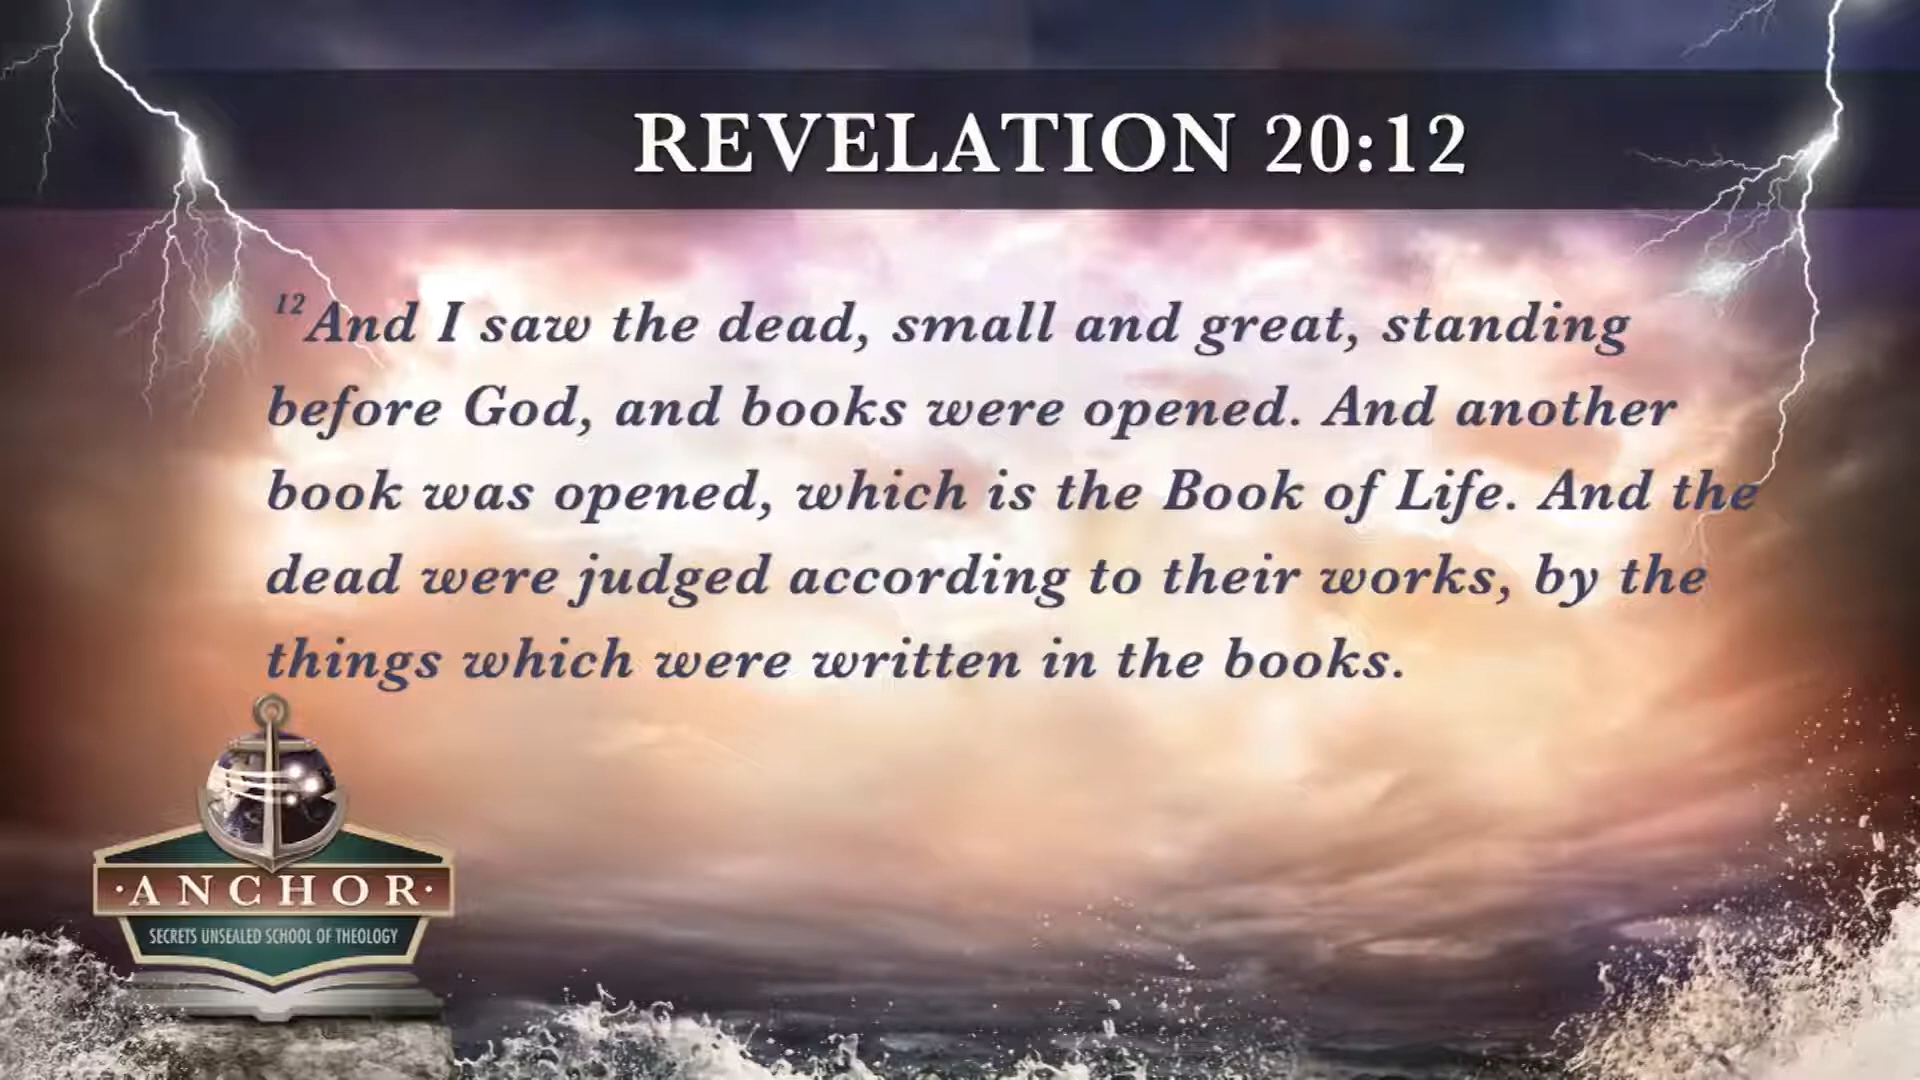 REVELATION 20:12
12And I saw the dead, small and great, standing
before God, and books were opened. And another
book was opened, which is the Book of Life. And the
dead were judged according to their works, by the
things which were written in the books.
·ANCHOR·
SECRETS UNSEALED SCHOOL OF THEOLOGY